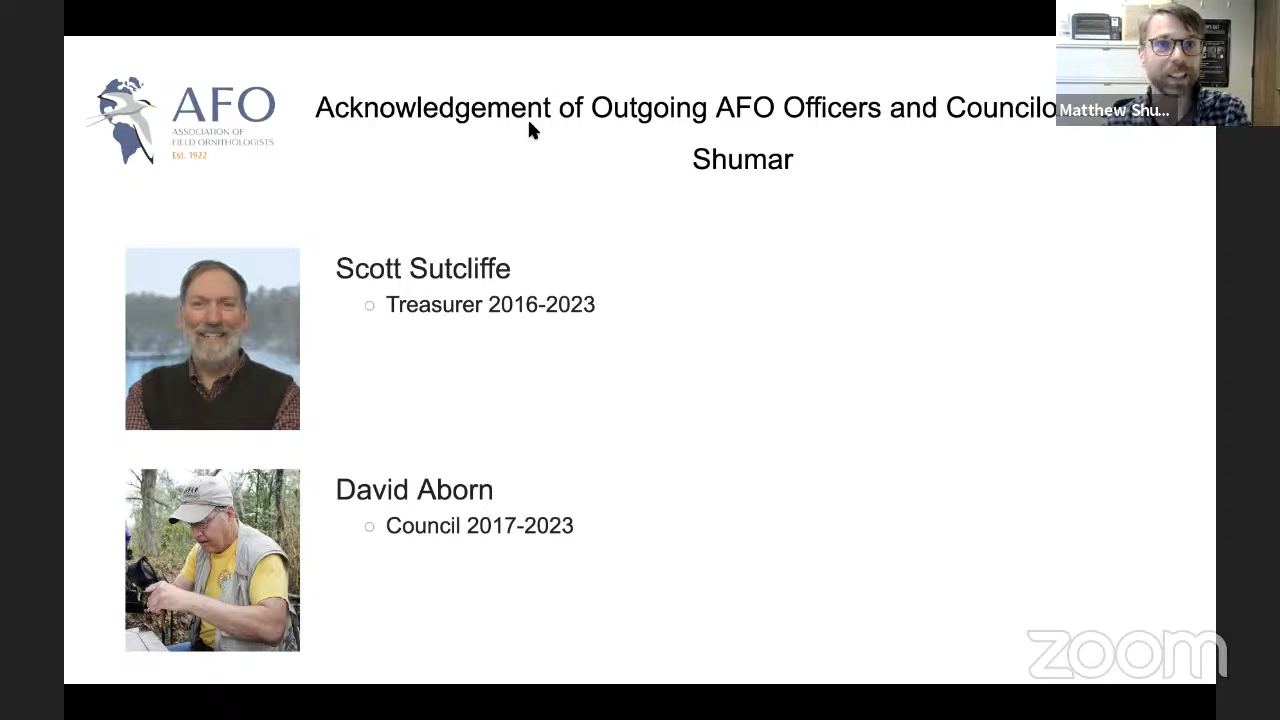 AFO
ASSOCIATION OF
FIELD ORNITHOLOGISTS
Est. 1922
Acknowledgement of Outgoing AFO Officers and Councilo
Shumar
Matthew Shu...
Scott Sutcliffe
Treasurer 2016-2023
David Aborn
Council 2017-2023
zoom